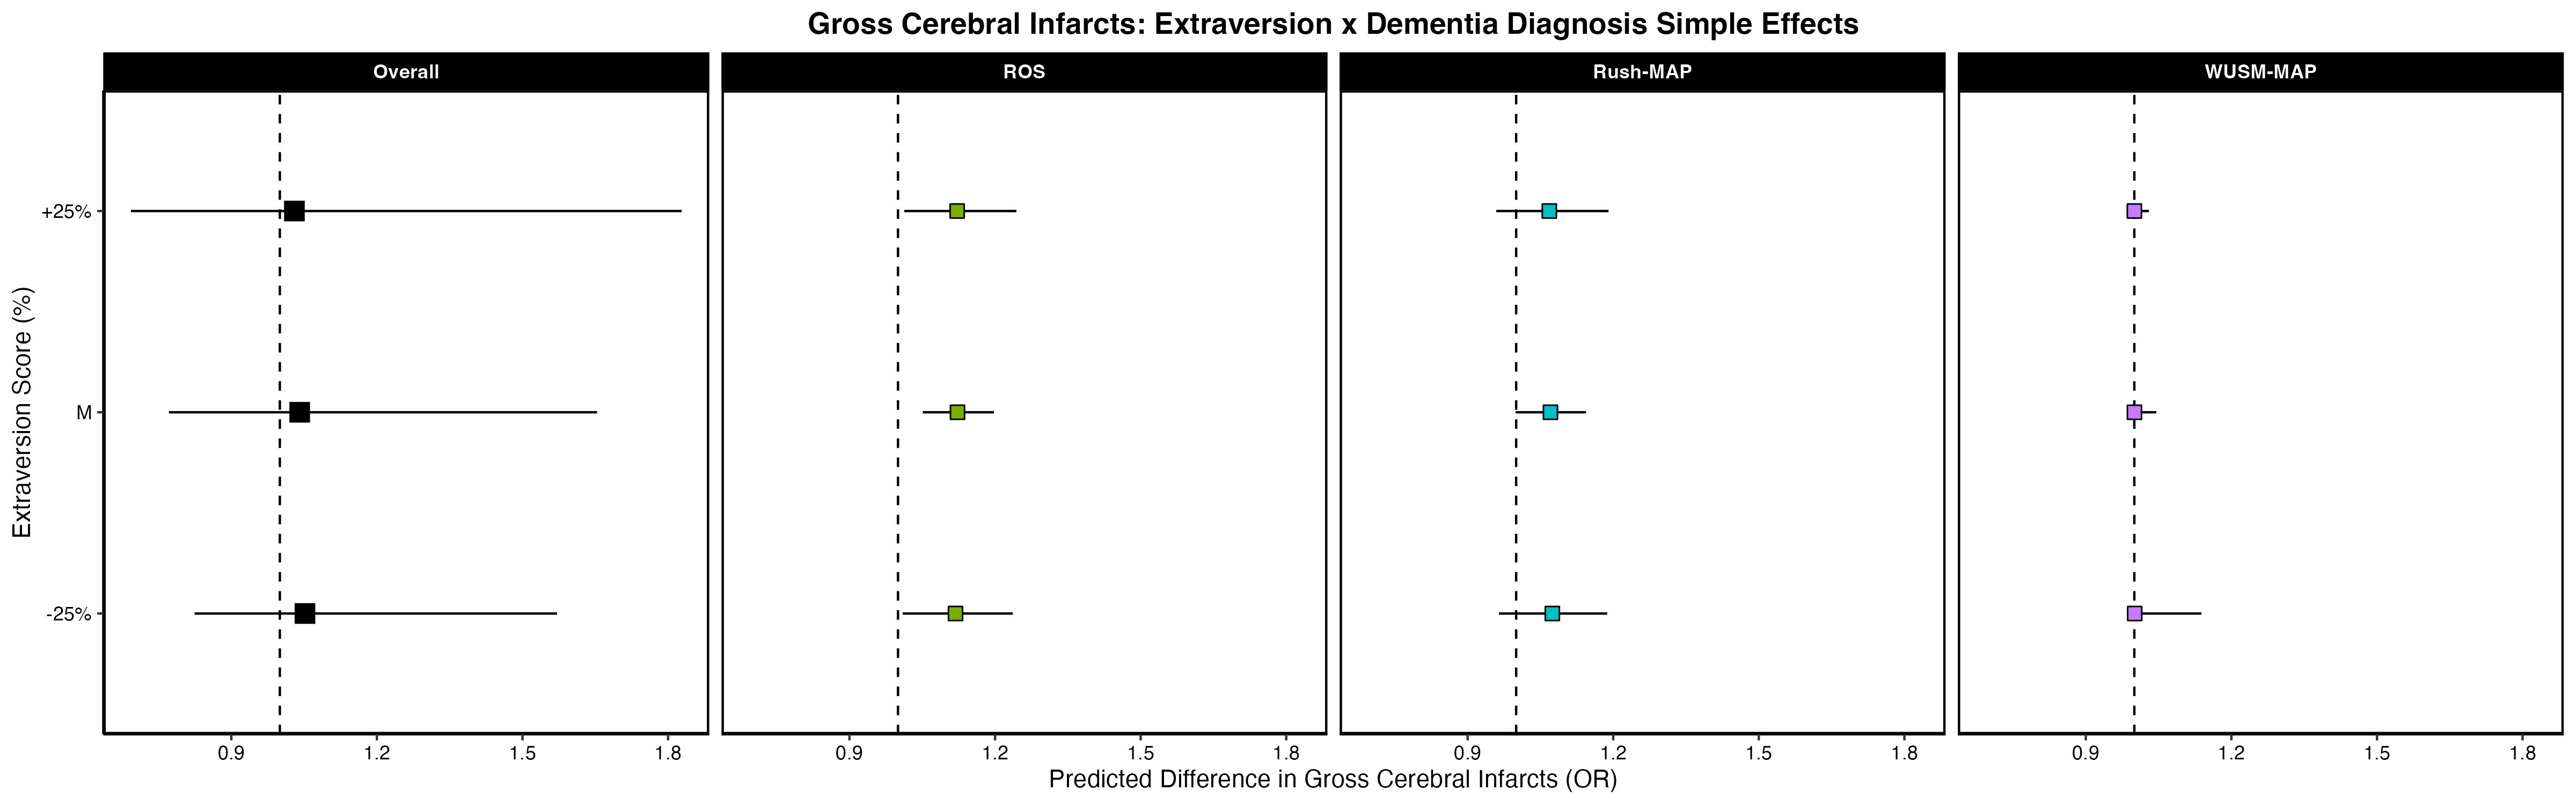 Gross Cerebral Infarcts: Extraversion x Dementia Diagnosis Simple Effects
Overall
ROS
Rush-MAP
WUSM-MAP
Extraversion Score (%)
+25%
M
-25%
0.9 1.2 1.5 1.8
0.9 1.2 1.5 1.8
0.9 1.2 1.5 1.8
0.9 1.2 1.5 1.8
Predicted Difference in Gross Cerebral Infarcts (OR)